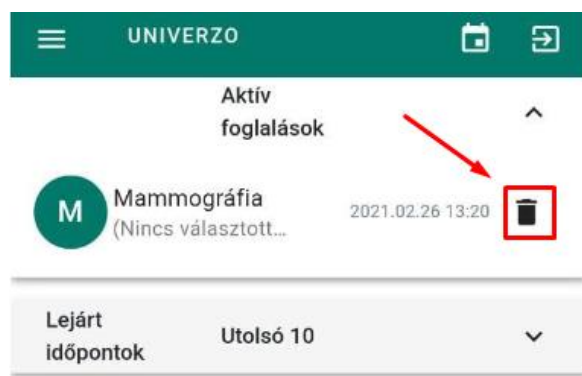 UNIVERZO
Aktív
foglalások
M
Mammográfia
(Nincs választott...
2021.02.26 13:20
Lejárt
időpontok
Utolsó 10